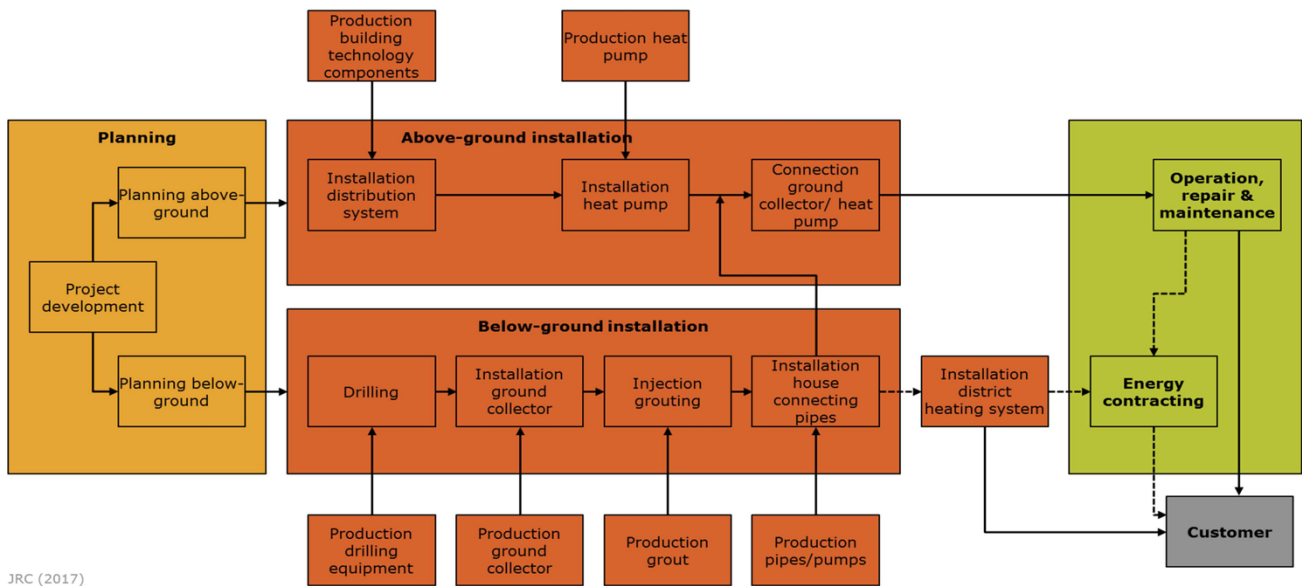 Production
building
technology
components
Production heat
pump
Planning
Above-ground installation
Planning above-
ground
Installation
distribution
system
Installation
heat pump
Connection
ground
collector/ heat
pump
Operation,
repair &
maintenance
Project
development
Below-ground installation
Planning below-
ground
Drilling
Installation
ground
collector
Injection
grouting
Installation
house
connecting
pipes
Installation
district
heating system
Energy
contracting
Production
drilling
equipment
Production
ground
collector
Production
grout
Production
pipes/pumps
Customer
JRC (2017)